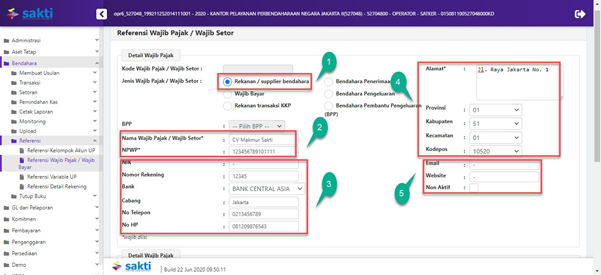 sakti
opr6_527048_199211252014111001 - 2020 - KANTOR PELAYANAN PERBENDAHARAAN NEGARA JAKARTA II(527048) - 52704800 - OPERATOR - SATKER - 015081100527048000KD
Administrasi
Aset Tetap
Bendahara
Membuat Usulan
Transaksi
Setoran
Pemindahan Kas
Cetak Laporan
Monitoring
Upload
Referensi
Referensi Kelompok Akun UP
Referensi Wajib Pajak / Wajib
Bayar
Referensi Variable UP
Referensi Detail Rekening
Tutup Buku
GL dan Pelaporan
Komitmen
Pembayaran
Penganggaran
Persediaan
Demo
Referensi Wajib Pajak / Wajib Setor
Detail Wajib Pajak
Kode Wajib Pajak / Wajib Setor :
Jenis Wajib Pajak / Wajib Setor :
Rekanan / supplier bendahara
Wajib Bayar
Rekanan transaksi KKP
Bendahara Penerimaan
Bendahara Pengeluaran
Bendahara Pembantu Pengeluaran
(BPP)
BPP : -- Pilih BPP --
Nama Wajib Pajak / Wajib Setor* : CV Makmur Sakti
NPWP* : 123456789101111
NIK : -
Nomor Rekening : 12345
Bank : BANK CENTRAL ASIA
Cabang : Jakarta
No Telepon : 0213456789
No HP : 081209876543
*wajib diisi
Alamat* : Jl. Raya Jakarta No. 1
Provinsi : 01
Kabupaten : 51
Kecamatan : 01
Kodepos : 10520
Email : -
Website : -
Non Aktif :
1
2
3
4
5
Detail Wajib Pajak
sakti
Build 22 Jun 2020 09.50.11